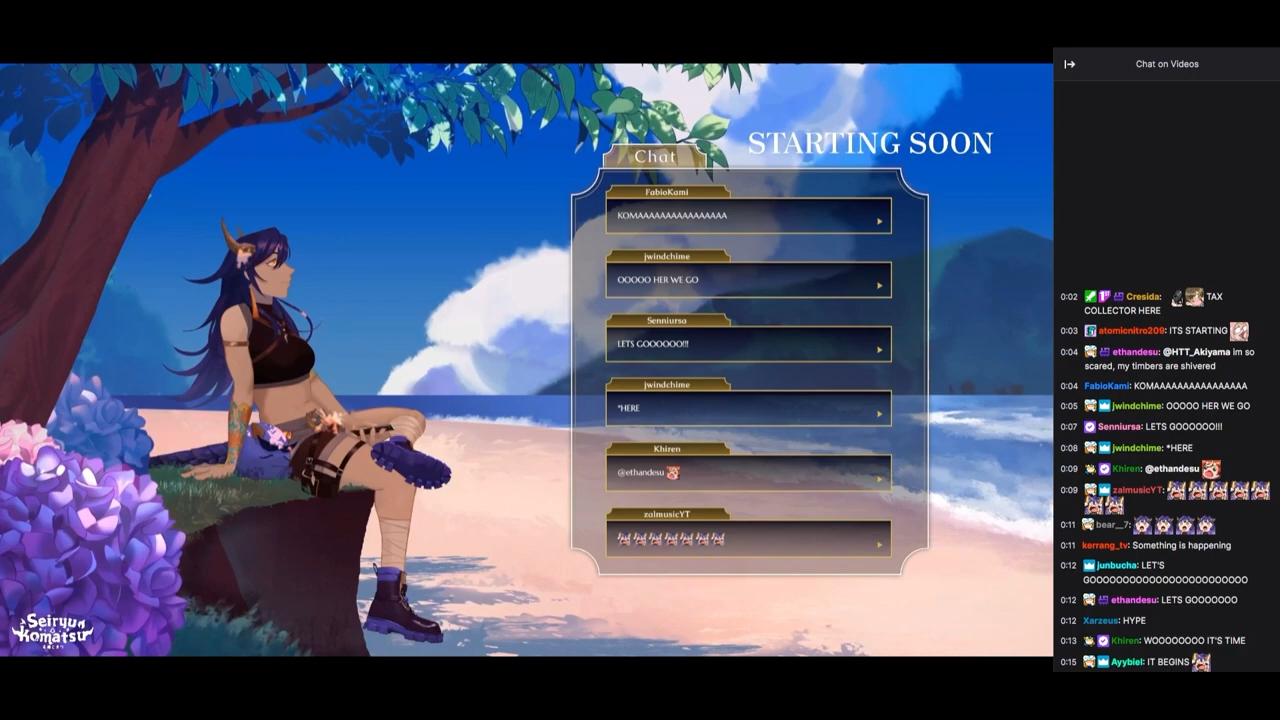 STARTING SOON
Chat
FabioKami
KOMAAAAAAAAAAAAAAAA
jwindchime
OOOOO HER WE GO
Senniursa
LETS GOOOOOO!!!
jwindchime
*HERE
Khiren
@ethandesu
zalmusicYT
Seiryuu
Komatsu
Chat on Videos
0:02 Cresida: TAX
COLLECTOR HERE
0:03 atomicnitro209: ITS STARTING
0:04 ethandesu: @HTT_Akiyama im so
scared, my timbers are shivered
0:04 FabioKami: KOMAAAAAAAAAAAAAAAA
0:05 jwindchime: OOOOO HER WE GO
0:07 Senniursa: LETS GOOOOOO!!!
0:08 jwindchime: *HERE
0:09 Khiren: @ethandesu
0:09 zalmusicYT:
0:11 bear__7:
0:11 kerrang_tv: Something is happening
0:12 junbucha: LET'S
GOOOOOOOOOOOOOOOOOOOOOOOO
0:12 ethandesu: LETS GOOOOOOO
0:12 Xarzeus: HYPE
0:13 Khiren: WOOOOOOOO IT'S TIME
0:15 Ayybiel: IT BEGINS